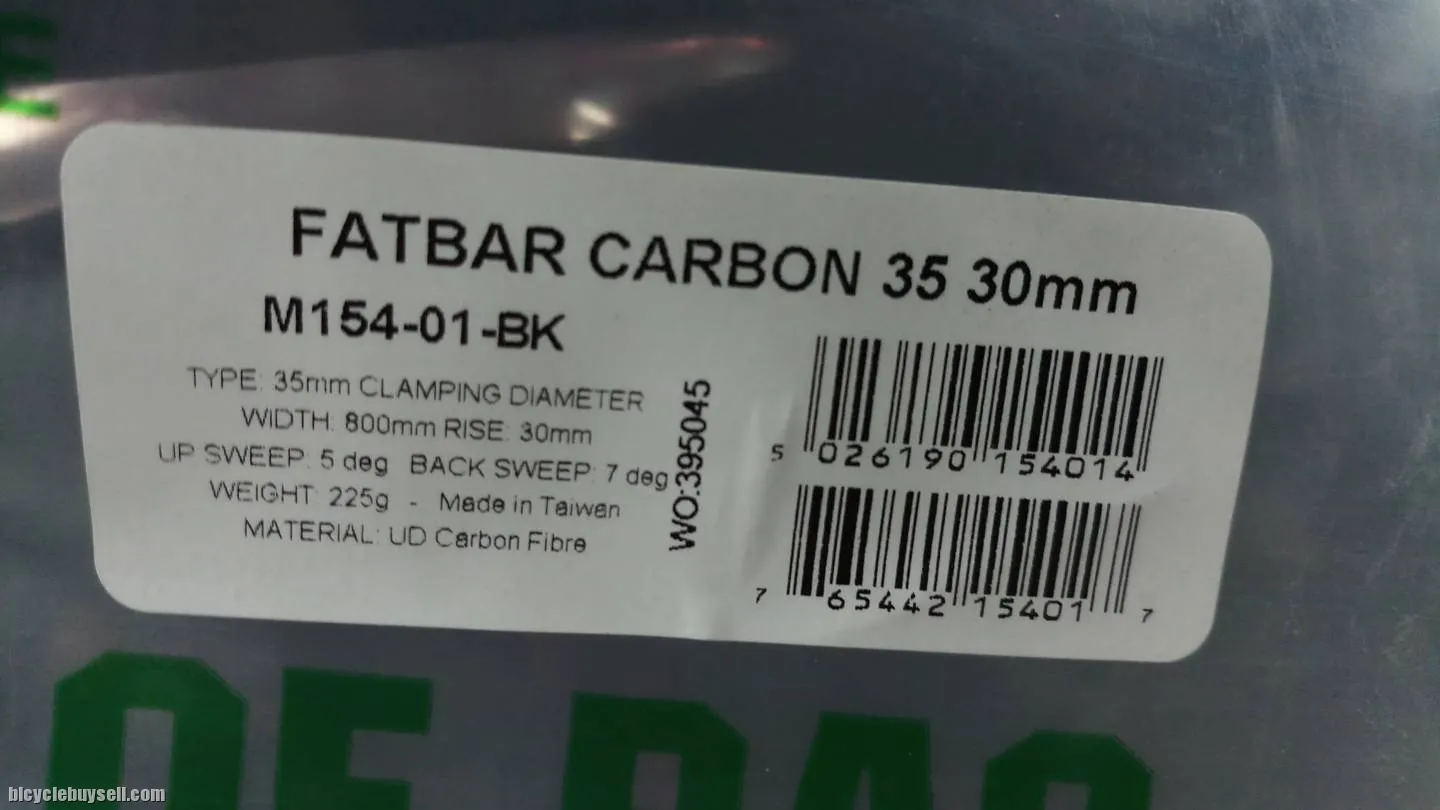 E
FATBAR CARBON 35 30mm
M154-01-BK
TYPE: 35mm CLAMPING DIAMETER
WIDTH: 800mm RISE: 30mm
UP SWEEP: 5 deg BACK SWEEP: 7 deg
WEIGHT: 225g - Made in Taiwan
MATERIAL: UD Carbon Fibre
WO:395045
5 026190 154014
7 65442 15401 7
OF BAG
bicyclebuysell.com